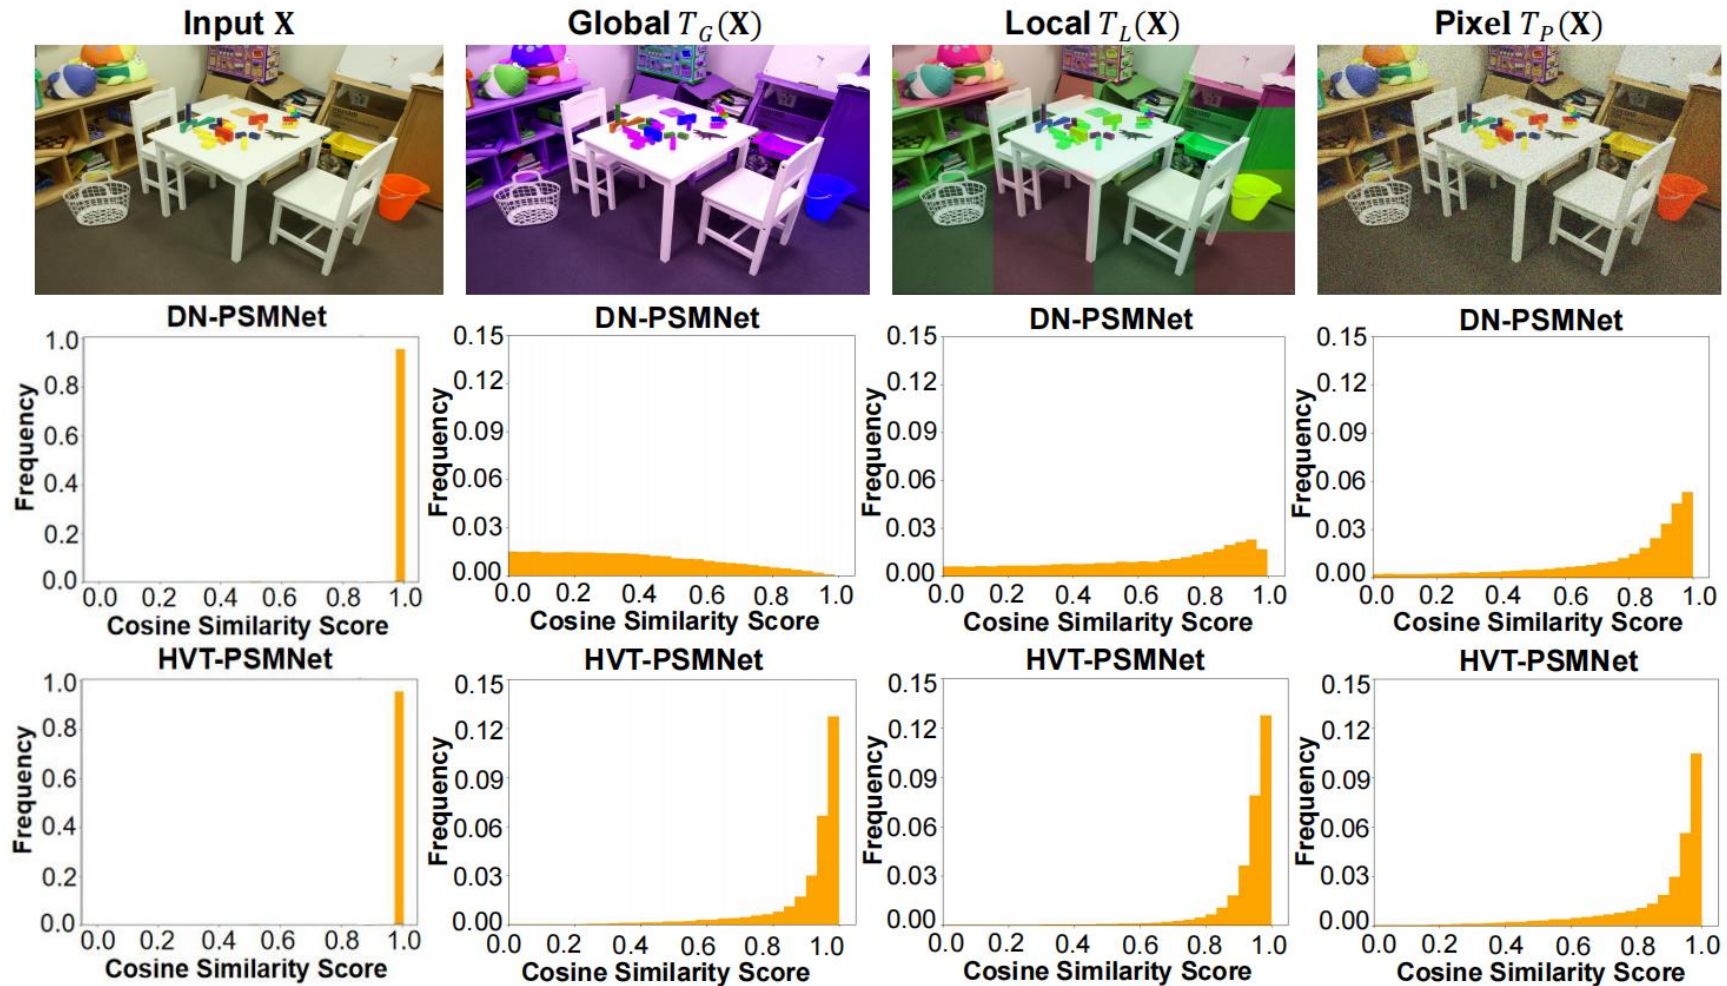 Input X
Global T_G(X)
Local T_L(X)
Pixel T_P(X)
DN-PSMNet
Frequency
1.0
0.8
0.6
0.4
0.2
0.0
0.0 0.2 0.4 0.6 0.8 1.0
Cosine Similarity Score
DN-PSMNet
Frequency
0.15
0.12
0.09
0.06
0.03
0.00
0.0 0.2 0.4 0.6 0.8 1.0
Cosine Similarity Score
DN-PSMNet
Frequency
0.15
0.12
0.09
0.06
0.03
0.00
0.0 0.2 0.4 0.6 0.8 1.0
Cosine Similarity Score
DN-PSMNet
Frequency
0.15
0.12
0.09
0.06
0.03
0.00
0.0 0.2 0.4 0.6 0.8 1.0
Cosine Similarity Score
HVT-PSMNet
Frequency
1.0
0.8
0.6
0.4
0.2
0.0
0.0 0.2 0.4 0.6 0.8 1.0
Cosine Similarity Score
HVT-PSMNet
Frequency
0.15
0.12
0.09
0.06
0.03
0.00
0.0 0.2 0.4 0.6 0.8 1.0
Cosine Similarity Score
HVT-PSMNet
Frequency
0.15
0.12
0.09
0.06
0.03
0.00
0.0 0.2 0.4 0.6 0.8 1.0
Cosine Similarity Score
HVT-PSMNet
Frequency
0.15
0.12
0.09
0.06
0.03
0.00
0.0 0.2 0.4 0.6 0.8 1.0
Cosine Similarity Score